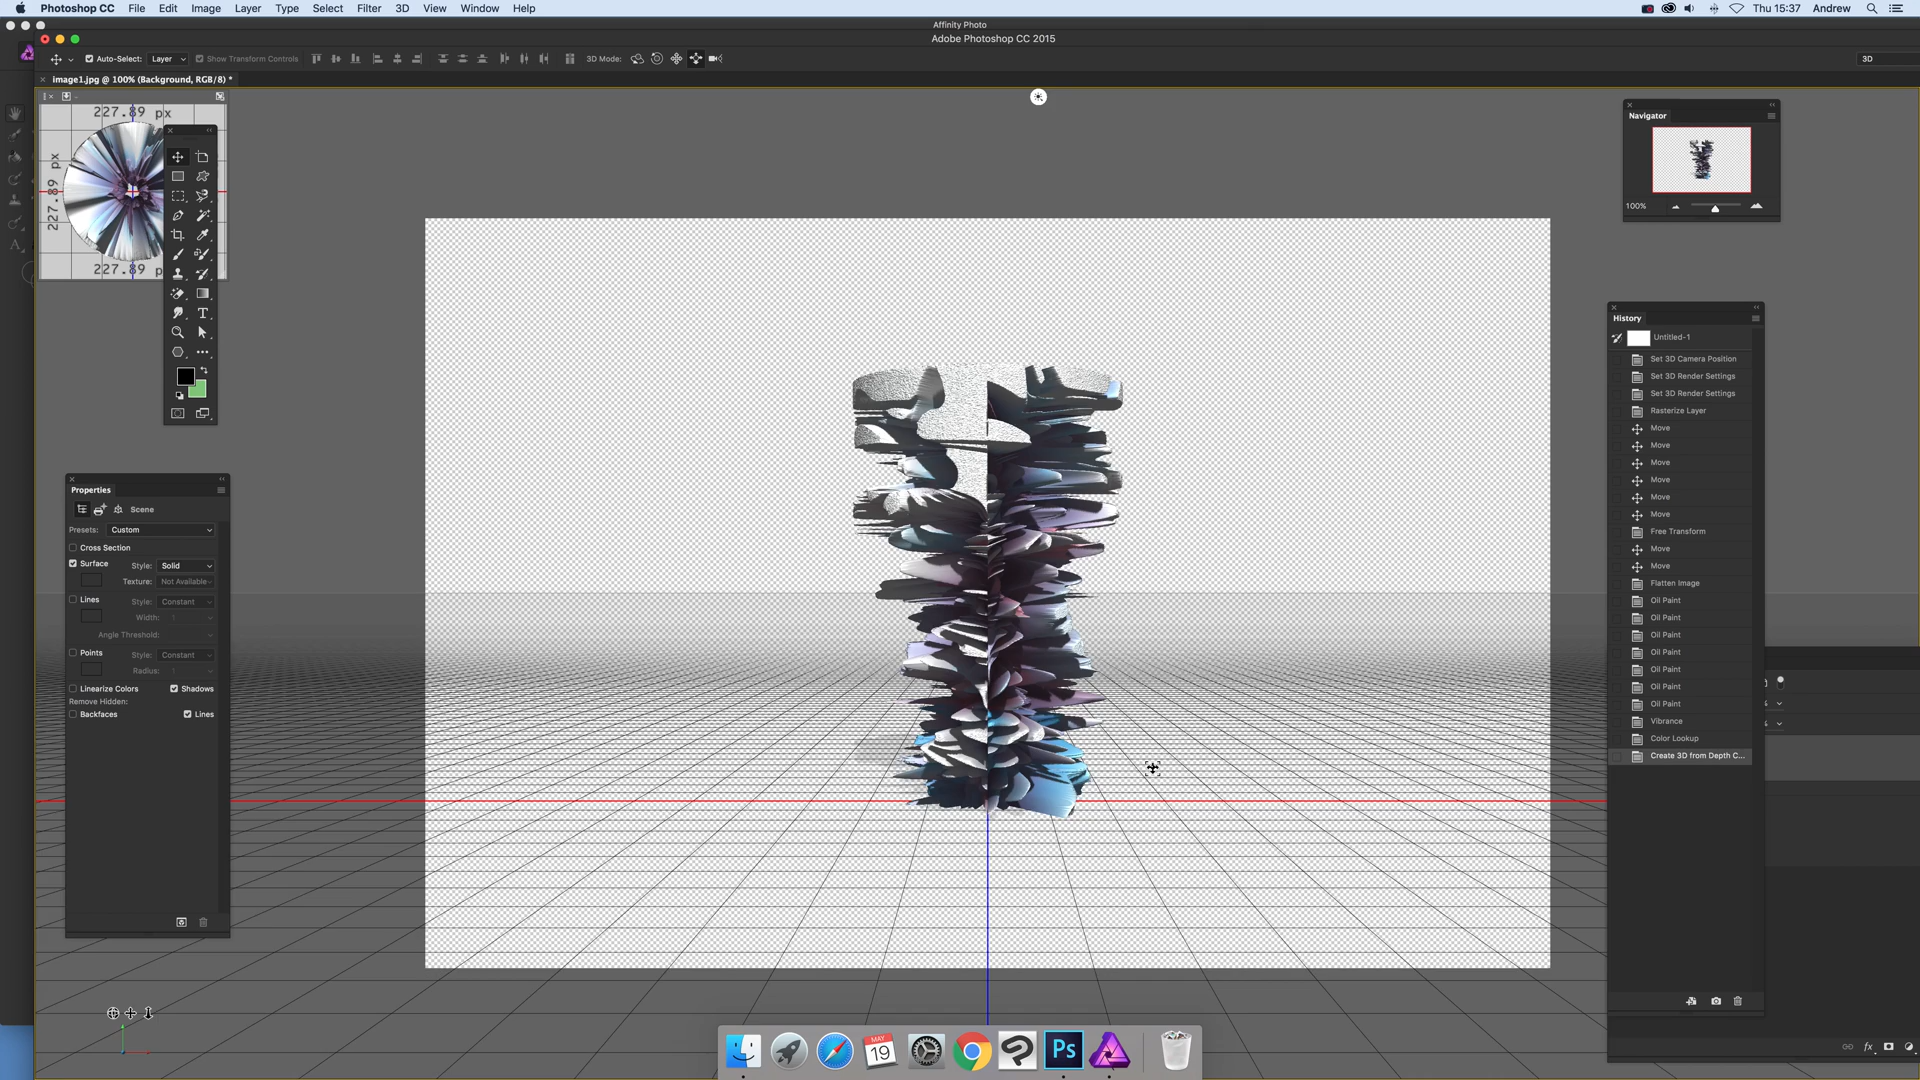 Photoshop CC File Edit Image Layer Type Select Filter 3D View Window Help Thu 15:37 Andrew
Affinity Photo
Adobe Photoshop CC 2015
Auto-Select: Layer Show Transform Controls 3D Mode: 3D
image1.jpg @ 100% (Background, RGB/8) *
227.89 px
227.89 px
227.89 p
Navigator
100%
History
Untitled-1
Set 3D Camera Position
Set 3D Render Settings
Set 3D Render Settings
Rasterize Layer
Move
Move
Move
Move
Move
Move
Free Transform
Move
Move
Flatten Image
Oil Paint
Oil Paint
Oil Paint
Oil Paint
Oil Paint
Oil Paint
Oil Paint
Vibrance
Color Lookup
Create 3D from Depth C...
Properties
Scene
Presets: Custom
Cross Section
Surface Style: Solid
Texture: Not Available
Lines Style: Constant
Width: 1
Angle Threshold:
Points Style: Constant
Radius: 1
Linearize Colors Shadows
Remove Hidden:
Backfaces Lines
MAY
19
Ps
fx